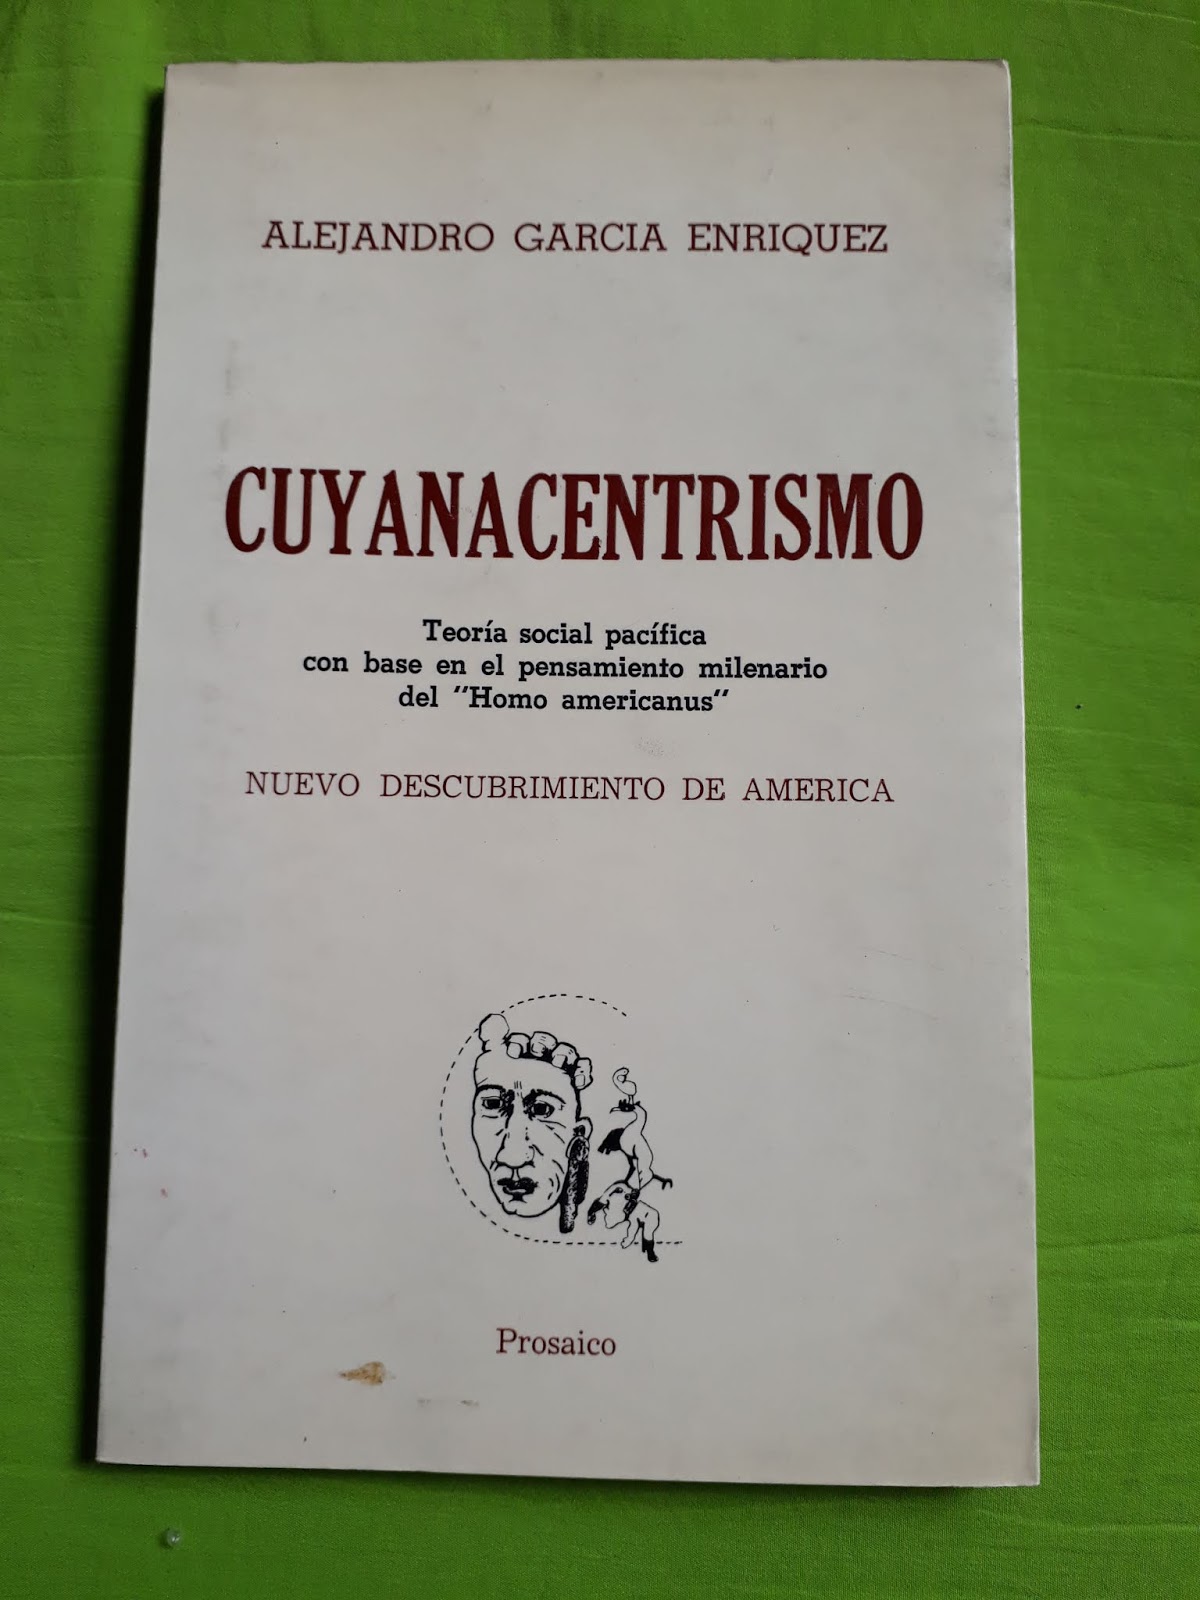 ALEJANDRO GARCIA ENRIQUEZ
CUYANACENTRISMO
Teoría social pacífica
con base en el pensamiento milenario
del "Homo americanus"
NUEVO DESCUBRIMIENTO DE AMERICA
Prosaico